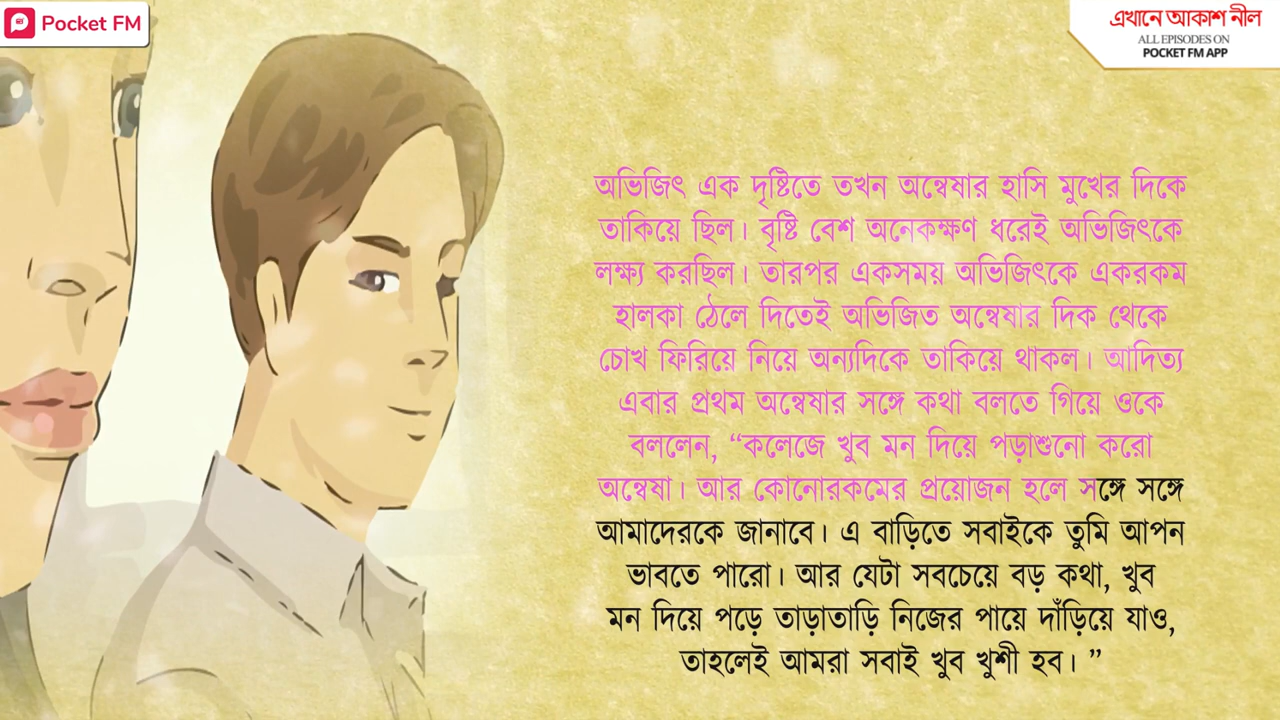 Pocket FM
এখানে আকাশ নীল
ALL EPISODES ON
POCKET FM APP
অভিজিৎ এক দৃষ্টিতে তখন অন্বেষার হাসি মুখের দিকে
তাকিয়ে ছিল। বৃষ্টি বেশ অনেকক্ষণ ধরেই অভিজিৎকে
লক্ষ্য করছিল। তারপর একসময় অভিজিৎকে একরকম
হালকা ঠেলে দিতেই অভিজিত অন্বেষার দিক থেকে
চোখ ফিরিয়ে নিয়ে অন্যদিকে তাকিয়ে থাকল। আদিত্য
এবার প্রথম অন্বেষার সঙ্গে কথা বলতে গিয়ে ওকে
বললেন, “কলেজে খুব মন দিয়ে পড়াশুনো করো
অন্বেষা। আর কোনোরকমের প্রয়োজন হলে সঙ্গে সঙ্গে
আমাদেরকে জানাবে। এ বাড়িতে সবাইকে তুমি আপন
ভাবতে পারো। আর যেটা সবচেয়ে বড় কথা, খুব
মন দিয়ে পড়ে তাড়াতাড়ি নিজের পায়ে দাঁড়িয়ে যাও,
তাহলেই আমরা সবাই খুব খুশী হব। ”